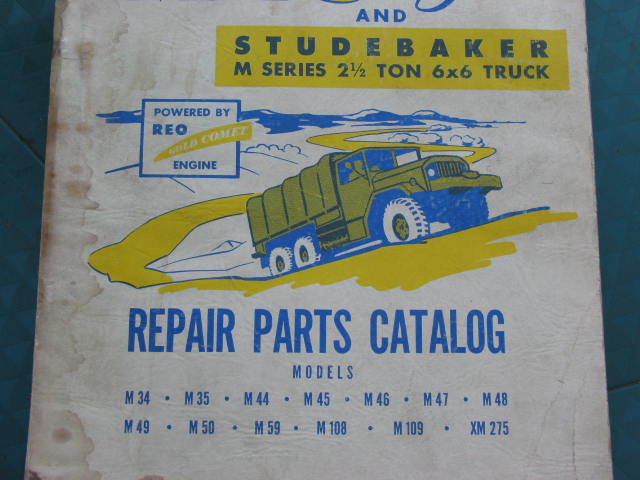 AND
STUDEBAKER
M SERIES 2½ TON 6x6 TRUCK
POWERED BY
REO
GOLD COMET
ENGINE
REPAIR PARTS CATALOG
MODELS
M 34 • M 35 • M 44 • M 45 • M 46 • M 47 • M 48
M 49 • M 50 • M 59 • M 108 • M 109 • XM 275